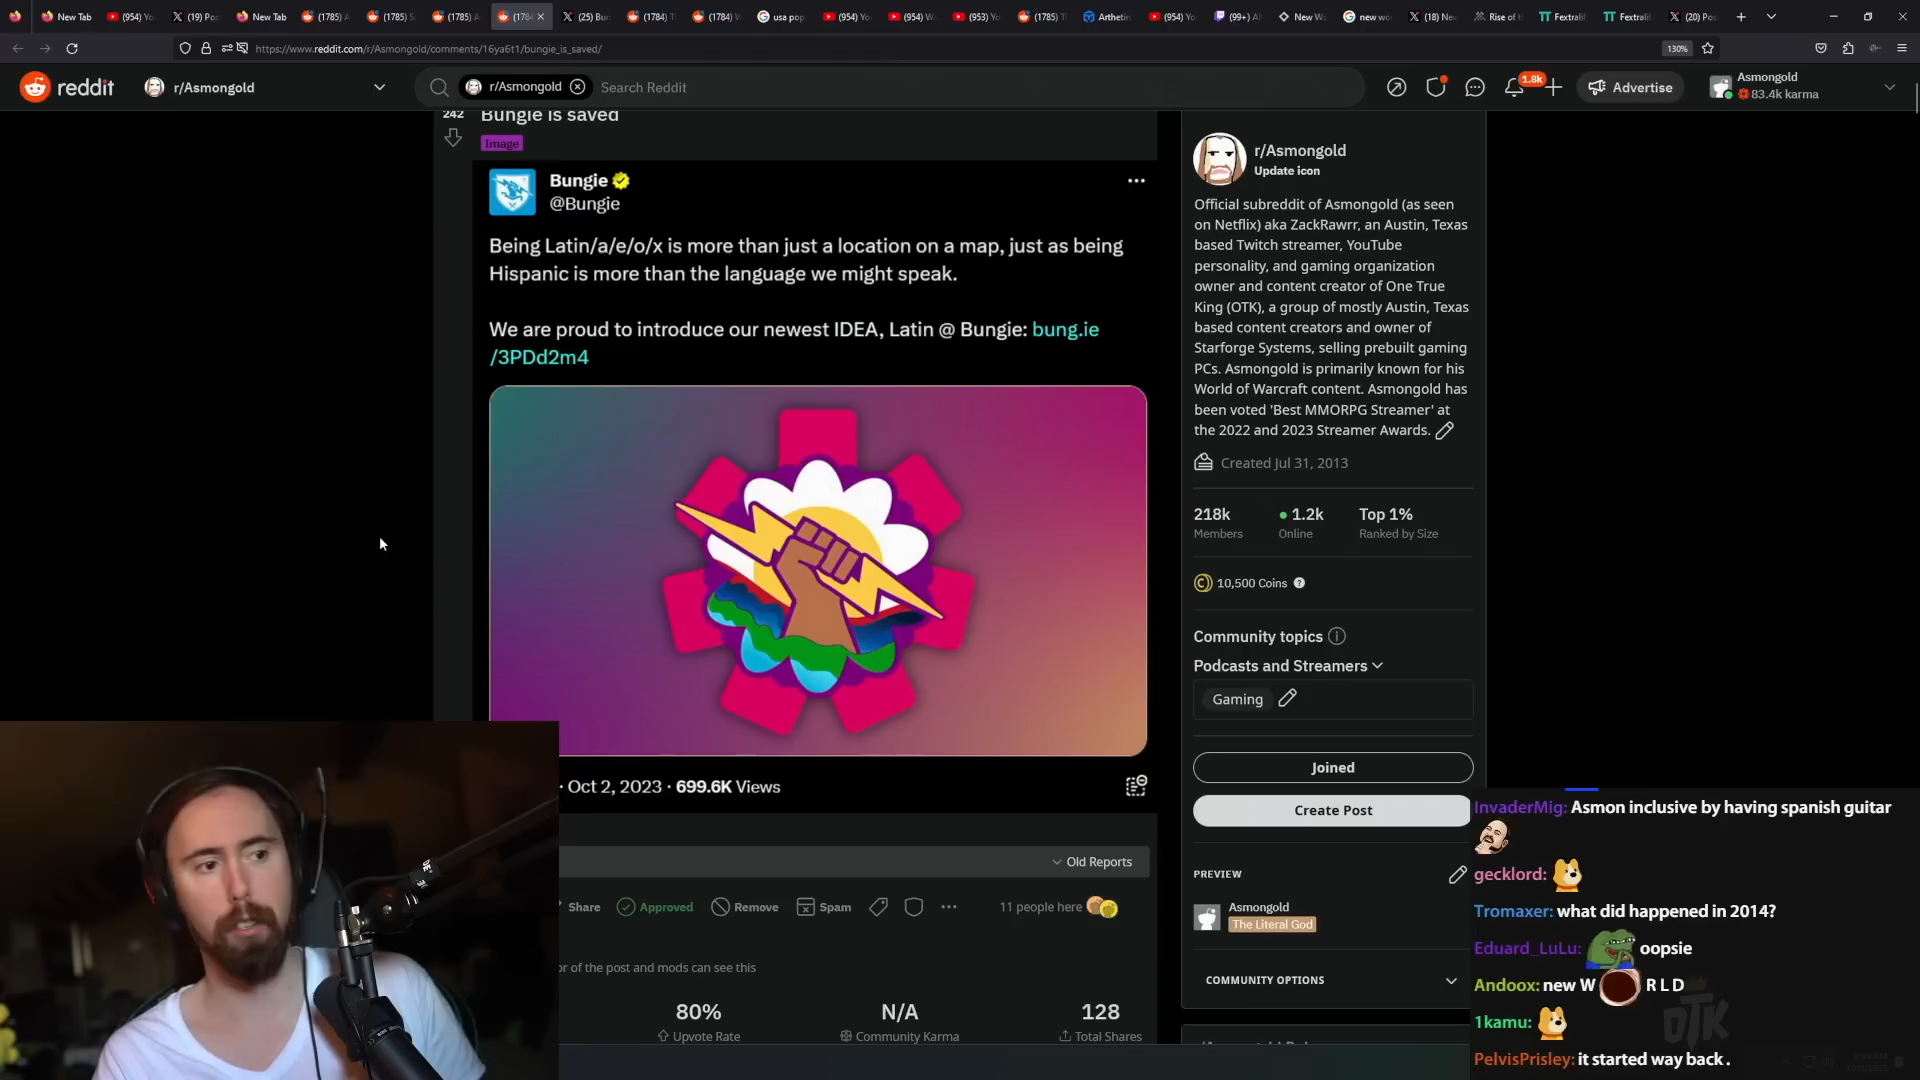 New Tab
(954) Yo
(19) Pos
New Tab
(1785) A
(1785) S
(1785) A
(1784
(25) Bun
(1784) T
(1784) W
usa pop
(954) Yo
(954) W
(953) Yo
(1785) T
Arthetin
(954) Yo
(99+) Al
New W
new wo
(18) Ne
Rise of t
Fextralif
Fextralif
(20) Po
https://www.reddit.com/r/Asmongold/comments/16ya6t1/bungie_is_saved/
130%
reddit
r/Asmongold
r/Asmongold
Search Reddit
1.8k
Advertise
Asmongold
83.4k karma
242
Bungie is saved
Image
Bungie
@Bungie
Being Latin/a/e/o/x is more than just a location on a map, just as being
Hispanic is more than the language we might speak.
We are proud to introduce our newest IDEA, Latin @ Bungie: bung.ie
/3PDd2m4
· Oct 2, 2023 · 699.6K Views
Old Reports
Share
Approved
Remove
Spam
11 people here
or of the post and mods can see this
80%
Upvote Rate
N/A
Community Karma
128
Total Shares
r/Asmongold
Update icon
Official subreddit of Asmongold (as seen
on Netflix) aka ZackRawrr, an Austin, Texas
based Twitch streamer, YouTube
personality, and gaming organization
owner and content creator of One True
King (OTK), a group of mostly Austin, Texas
based content creators and owner of
Starforge Systems, selling prebuilt gaming
PCs. Asmongold is primarily known for his
World of Warcraft content. Asmongold has
been voted 'Best MMORPG Streamer' at
the 2022 and 2023 Streamer Awards.
Created Jul 31, 2013
218k
Members
1.2k
Online
Top 1%
Ranked by Size
10,500 Coins
Community topics
Podcasts and Streamers
Gaming
Joined
Create Post
PREVIEW
Asmongold
The Literal God
COMMUNITY OPTIONS
InvaderMig: Asmon inclusive by having spanish guitar
gecklord:
Tromaxer: what did happened in 2014?
Eduard_LuLu: oopsie
Andoox: new W R L D
1kamu:
OTK
PelvisPrisley: it started way back .